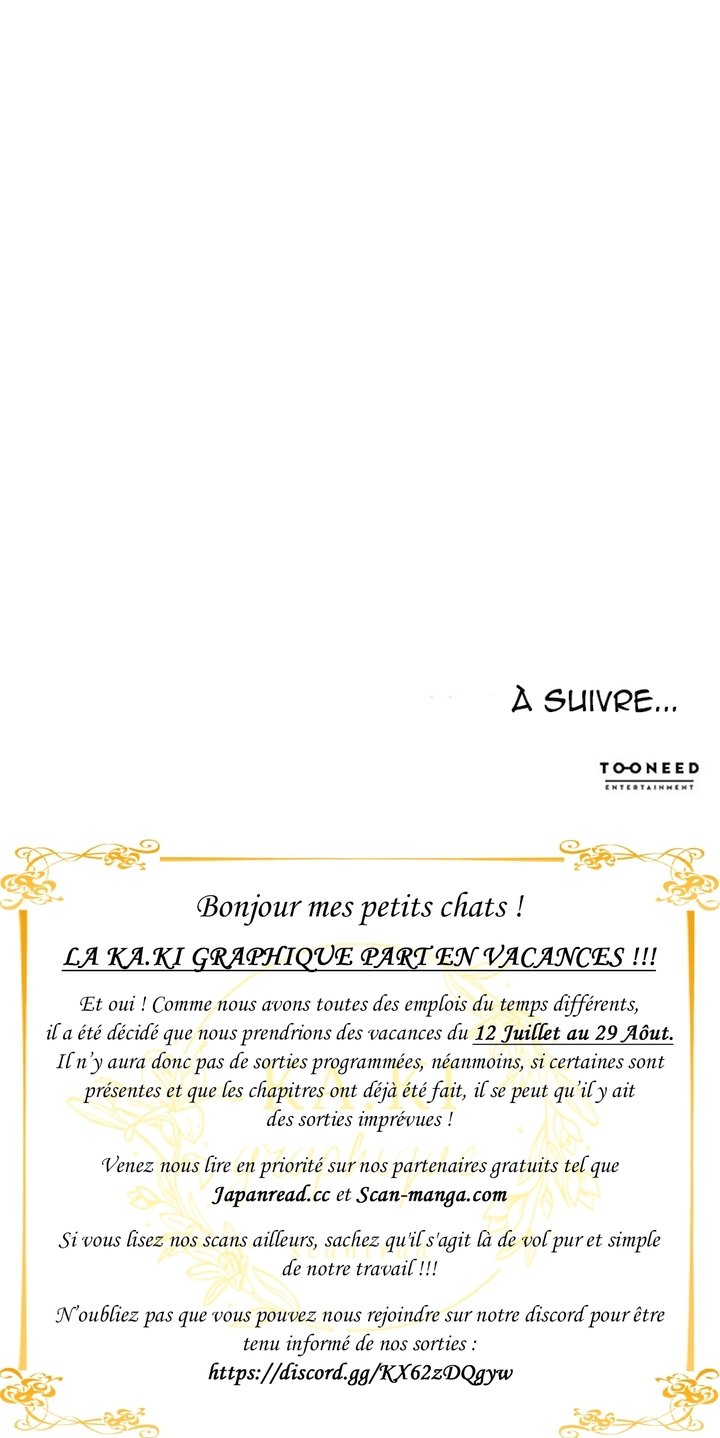 À SUIVRE...
TOONEED
ENTERTAINMENT
Bonjour mes petits chats !
LA KA.KI GRAPHIQUE PART EN VACANCES !!!
Et oui ! Comme nous avons toutes des emplois du temps différents,
il a été décidé que nous prendrions des vacances du 12 Juillet au 29 Aôut.
Il n’y aura donc pas de sorties programmées, néanmoins, si certaines sont
présentes et que les chapitres ont déjà été fait, il se peut qu’il y ait
des sorties imprévues !
KA.KI
graphique
Venez nous lire en priorité sur nos partenaires gratuits tel que
Japanread.cc et Scan-manga.com
Si vous lisez nos scans ailleurs, sachez qu'il s'agit là de vol pur et simple
de notre travail !!!
N’oubliez pas que vous pouvez nous rejoindre sur notre discord pour être
tenu informé de nos sorties :
https://discord.gg/KX62zDQgyw